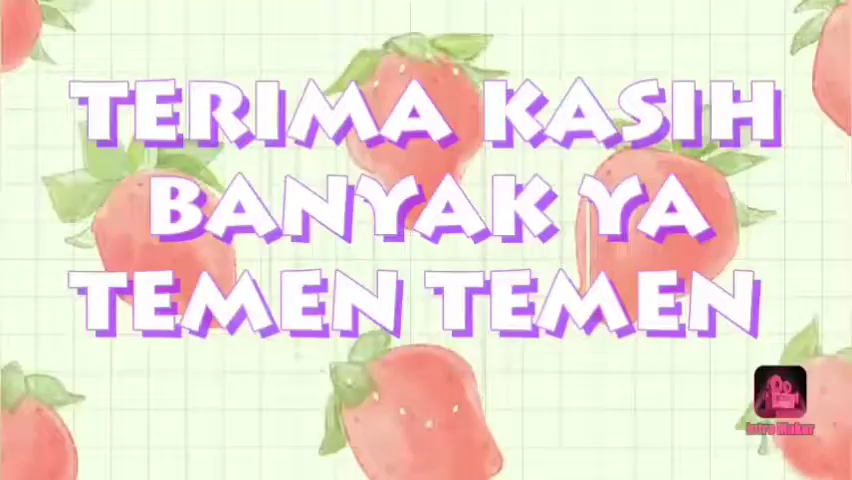 TERIMA KASIH
BANYAK YA
TEMEN TEMEN
Intro Maker